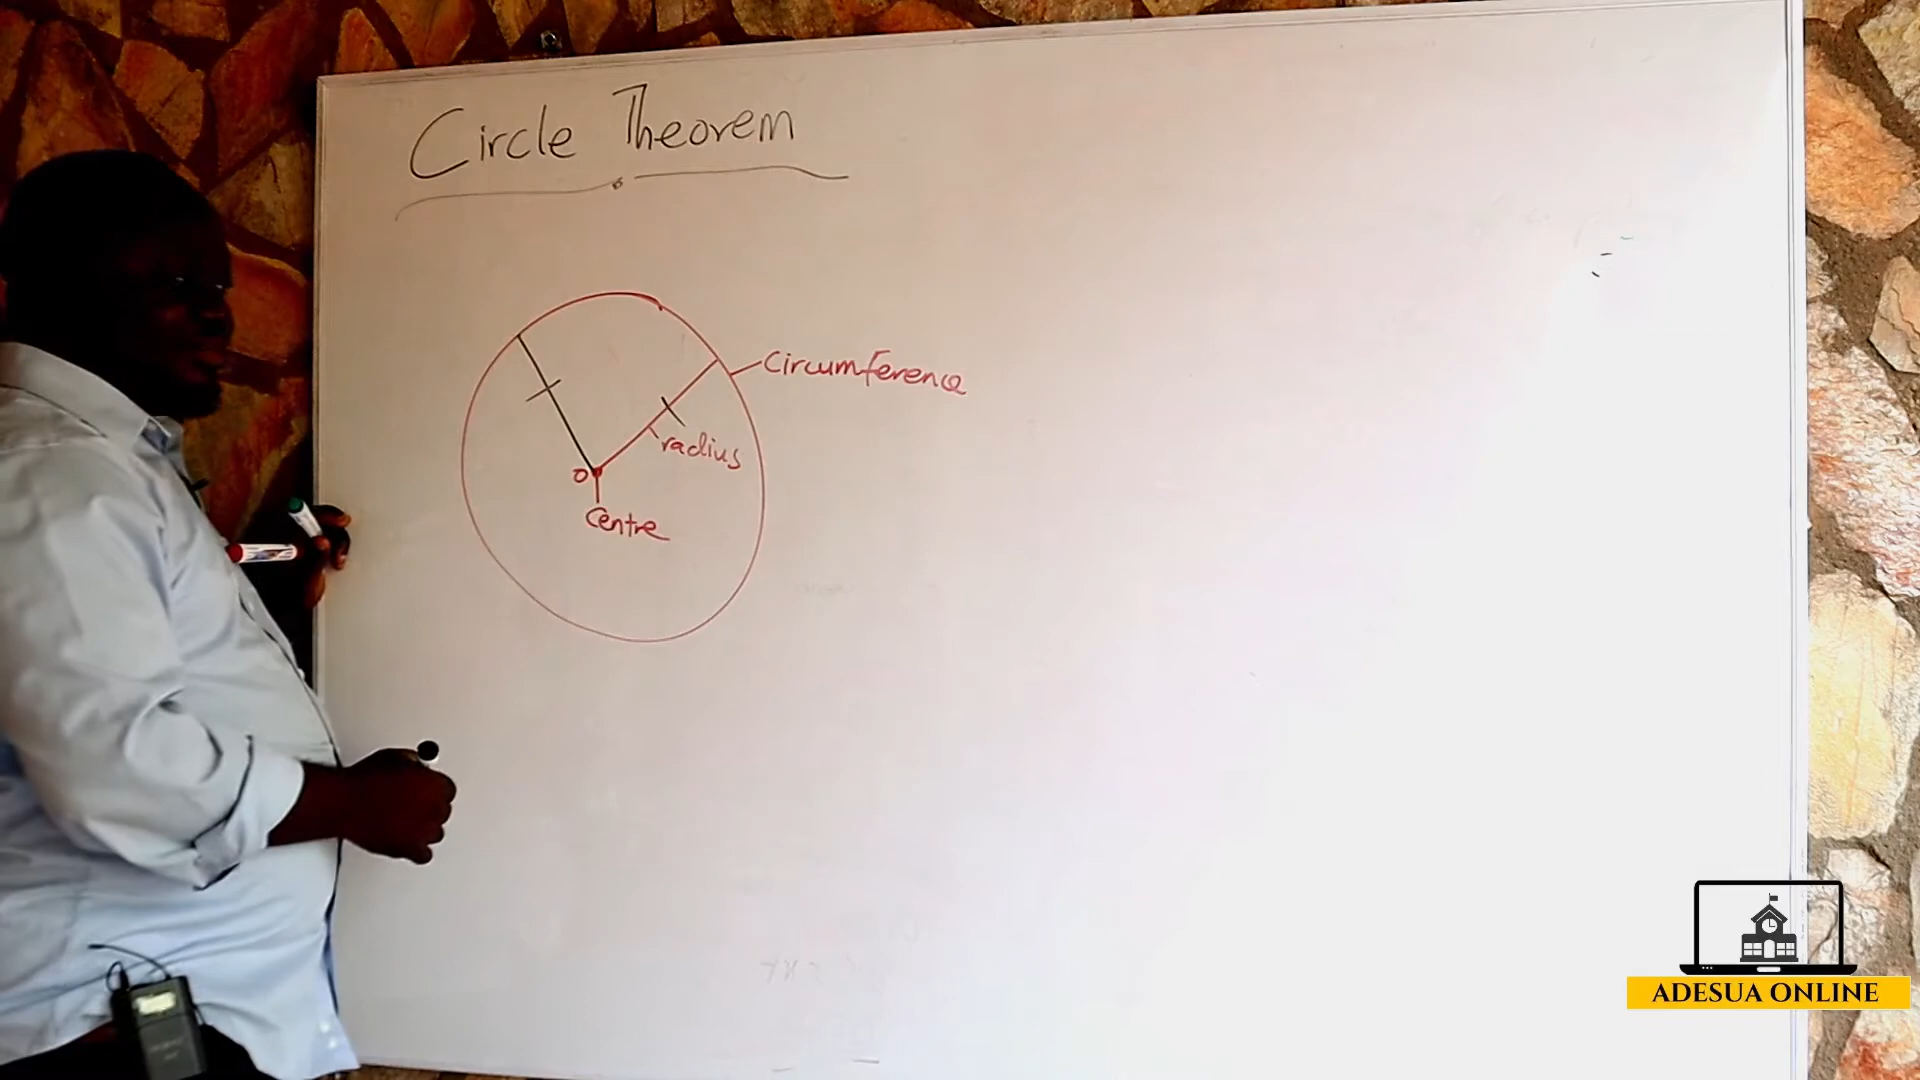 Circle Theorem
Circumference
radius
O
Centre
ADESUA ONLINE